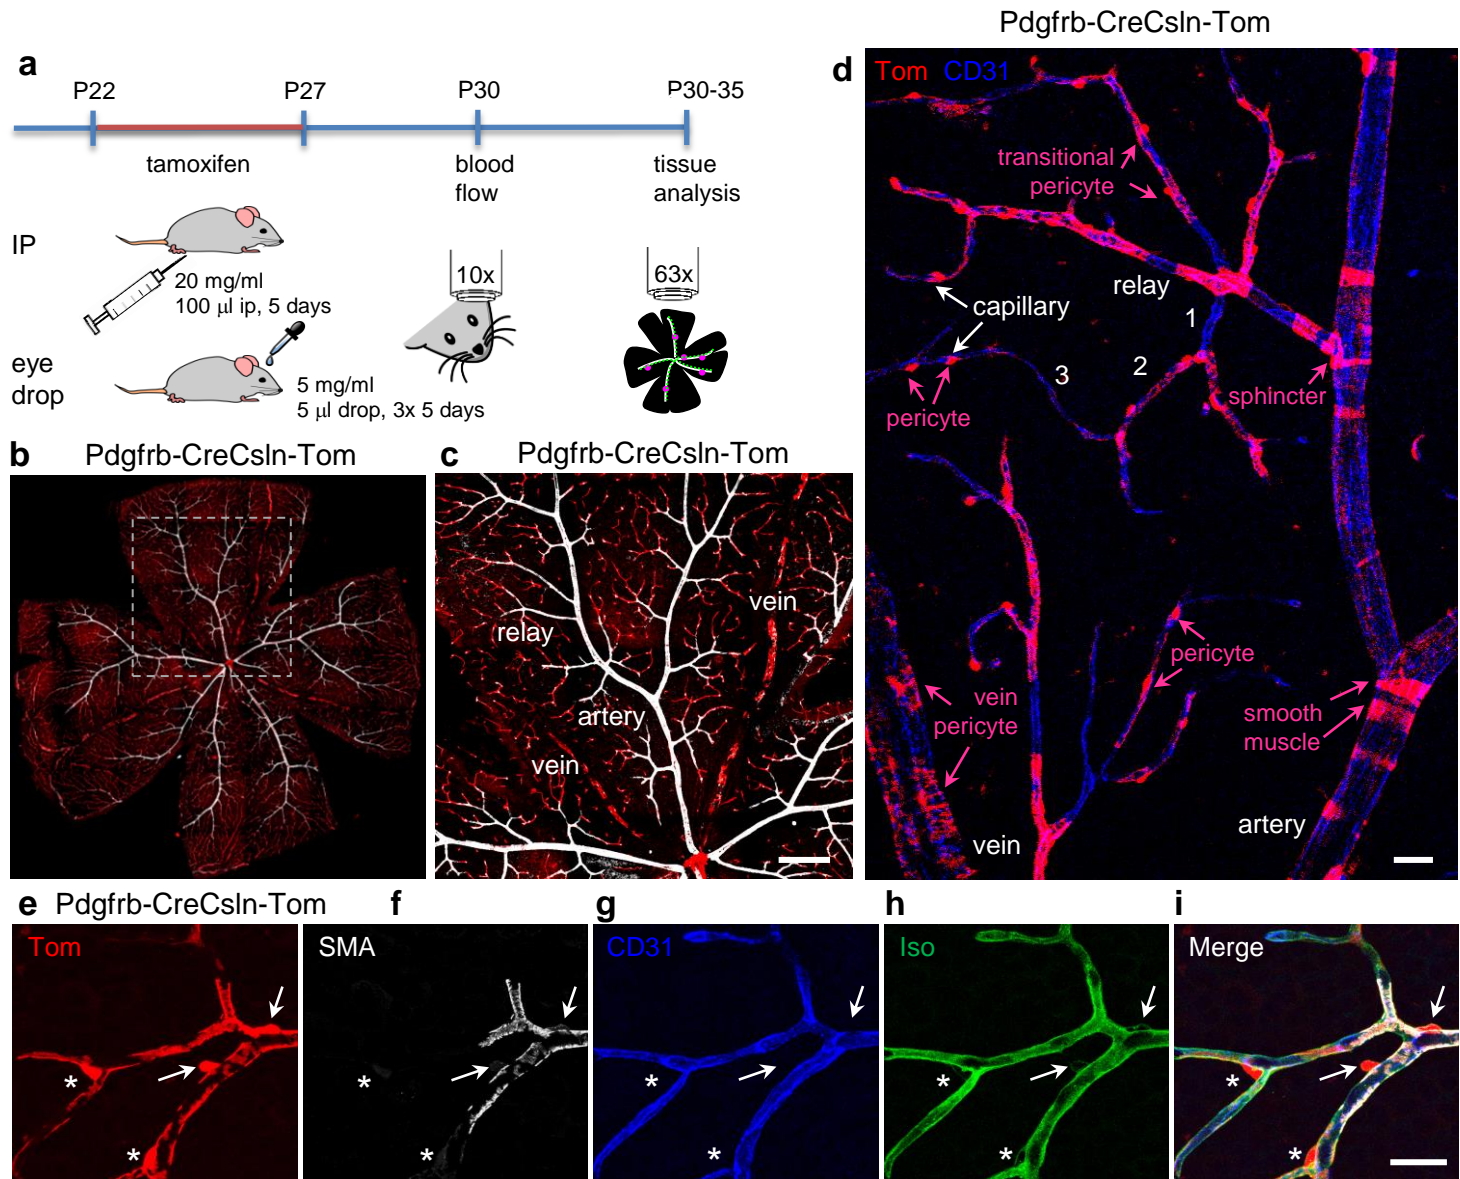 Pdgfrb-CreCsln-Tom
a
P22 P27 P30 P30-35
tamoxifen
blood
flow
tissue
analysis
IP
20 mg/ml
100 µl ip, 5 days
10x
63x
eye
drop
5 mg/ml
5 µl drop, 3x 5 days
b Pdgfrb-CreCsln-Tom
c Pdgfrb-CreCsln-Tom
relay
vein
artery
vein
d Tom CD31
transitional
pericyte
relay
capillary
1
2
3
sphincter
pericyte
pericyte
vein
pericyte
smooth
muscle
artery
vein
e Pdgfrb-CreCsln-Tom f g h i
Tom SMA CD31 Iso Merge
* * * * *
* * * * *